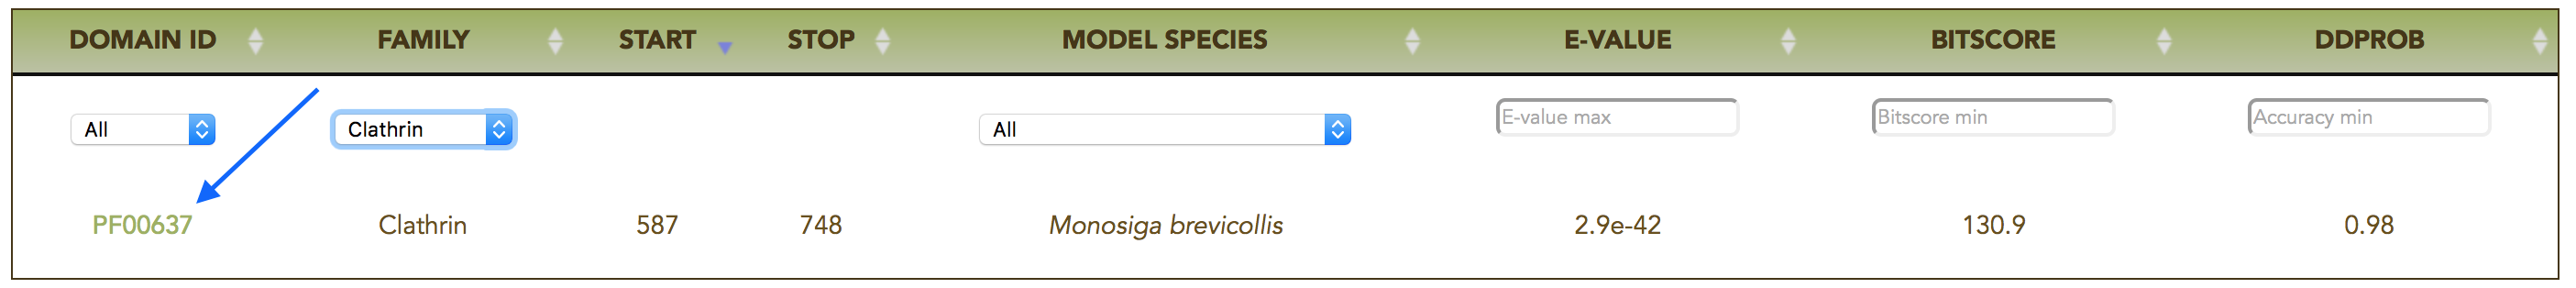 DOMAIN ID FAMILY START STOP MODEL SPECIES E-VALUE BITSCORE DDPROB
All Clathrin All E-value max Bitscore min Accuracy min
PF00637 Clathrin 587 748 Monosiga brevicollis 2.9e-42 130.9 0.98